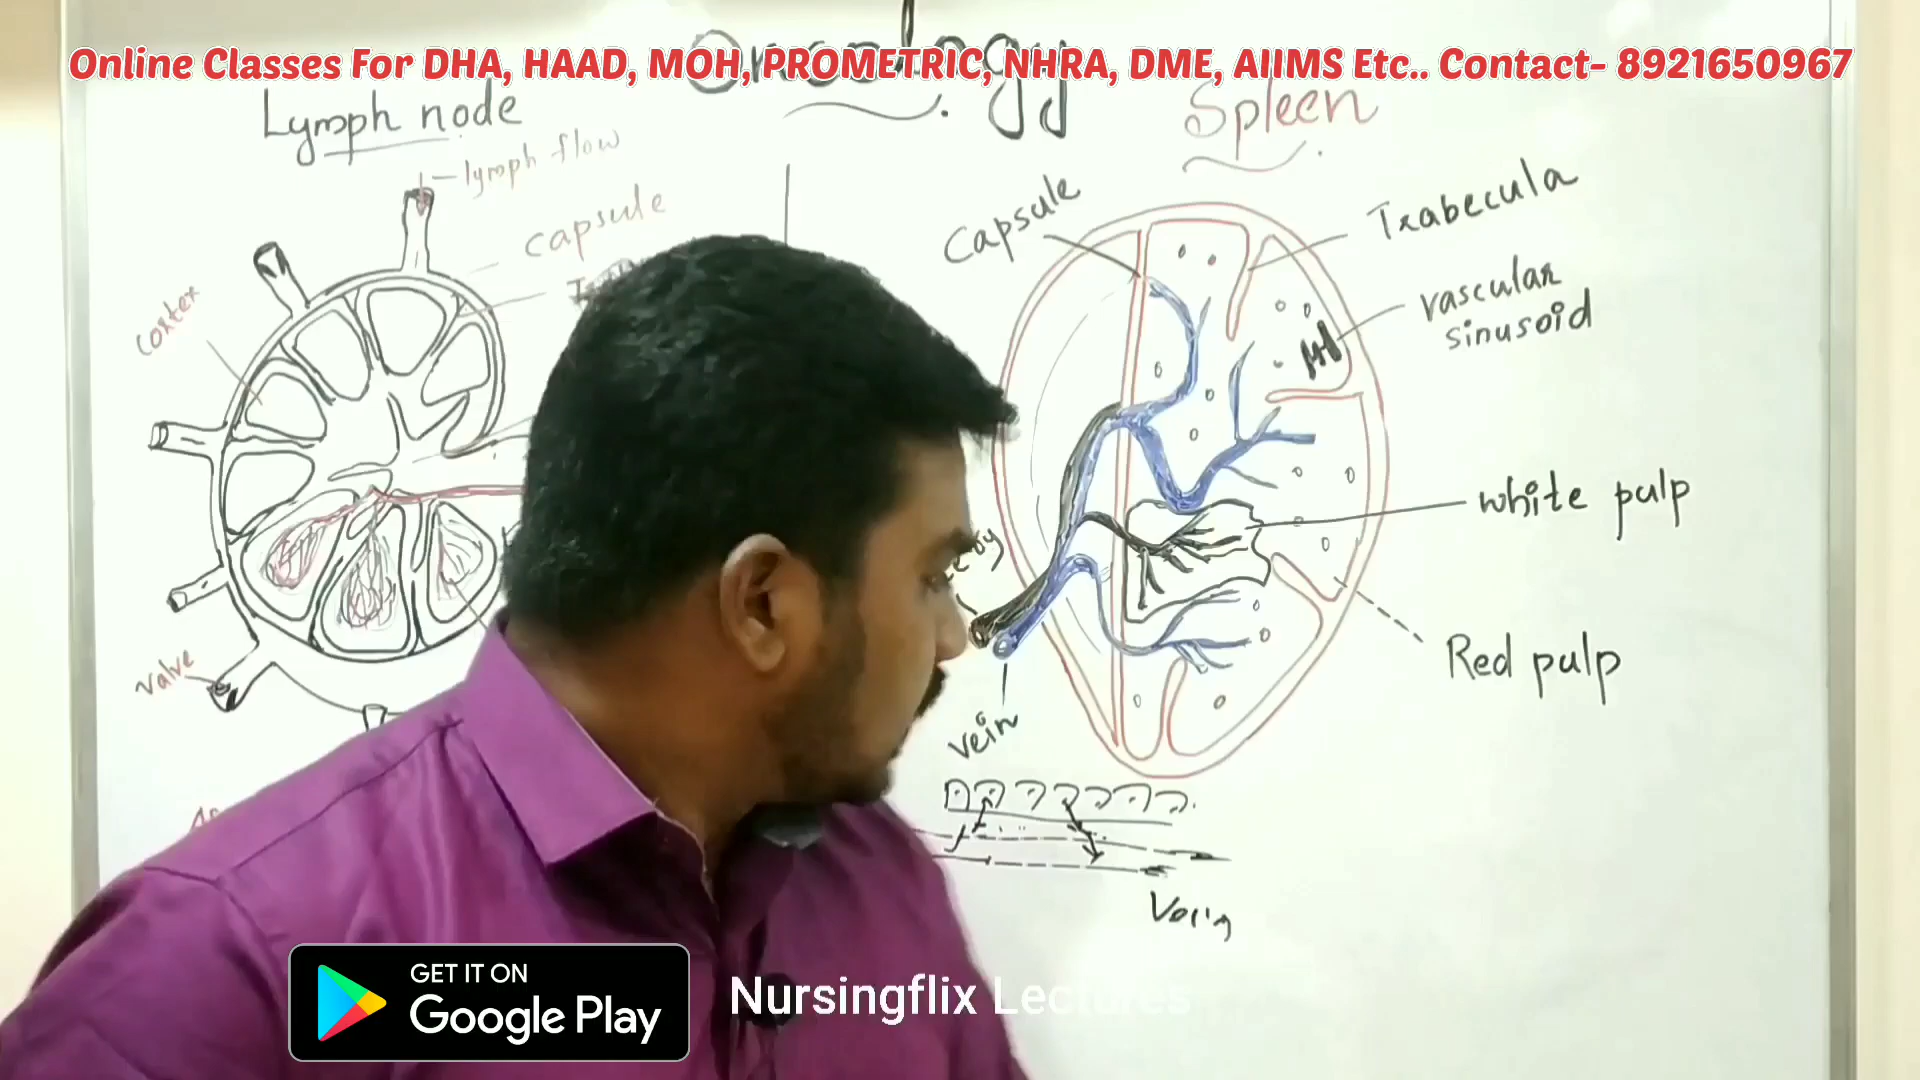 Online Classes For DHA, HAAD, MOH, PROMETRIC, NHRA, DME, AIIMS Etc.. Contact- 8921650967
Oncology
Lymph node
Spleen
lymph flow
capsule
cortex
valve
Capsule
Trabecula
vascular
sinusoid
white pulp
Red pulp
vein
GET IT ON
Google Play
Nursingflix Lectures